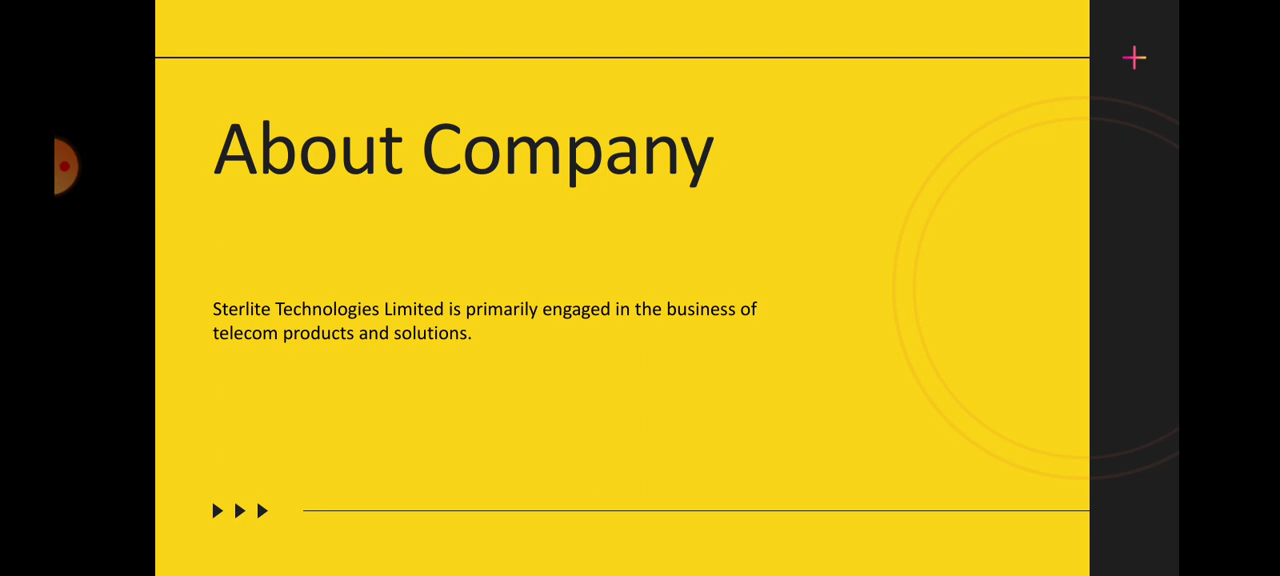 About Company
Sterlite Technologies Limited is primarily engaged in the business of
telecom products and solutions.